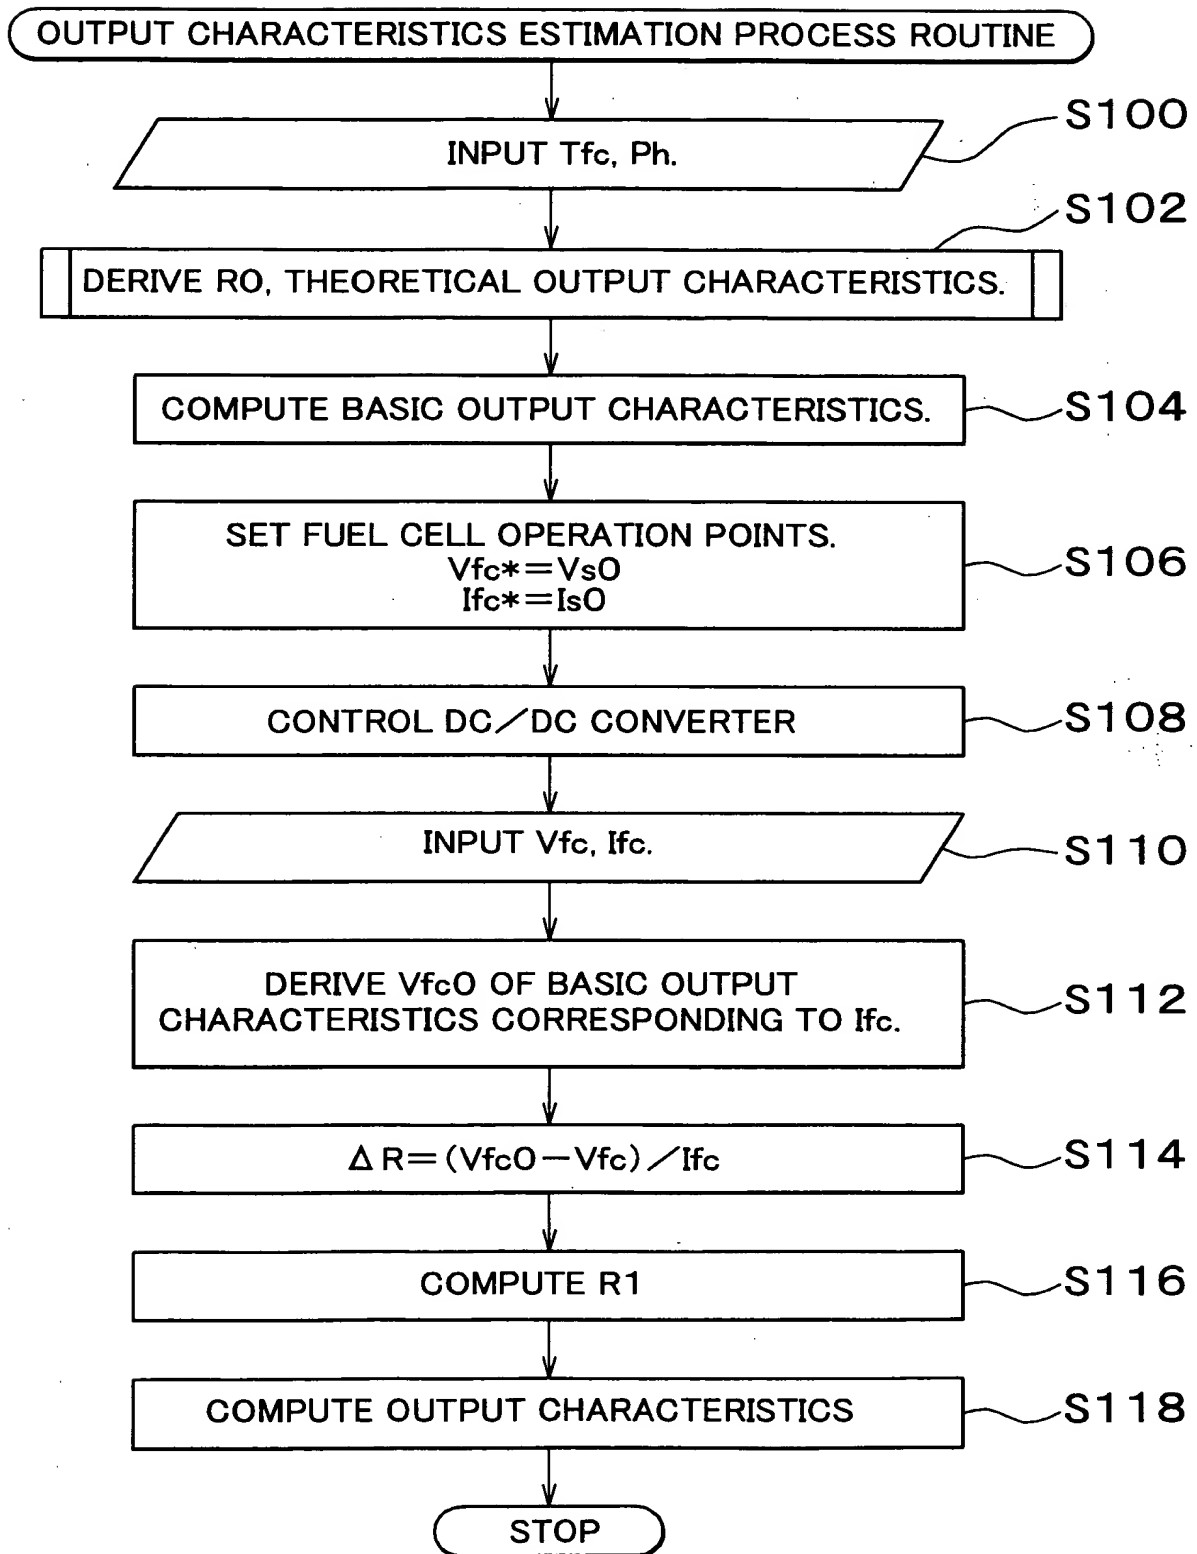 OUTPUT CHARACTERISTICS ESTIMATION PROCESS ROUTINE
S100
INPUT Tfc, Ph.
S102
DERIVE R0, THEORETICAL OUTPUT CHARACTERISTICS.
COMPUTE BASIC OUTPUT CHARACTERISTICS.
S104
SET FUEL CELL OPERATION POINTS.
Vfc*=Vs0
Ifc*=Is0
S106
CONTROL DC/DC CONVERTER
S108
INPUT Vfc, Ifc.
S110
DERIVE Vfc0 OF BASIC OUTPUT
CHARACTERISTICS CORRESPONDING TO Ifc.
S112
ΔR=(Vfc0−Vfc)/Ifc
S114
COMPUTE R1
S116
COMPUTE OUTPUT CHARACTERISTICS
S118
STOP